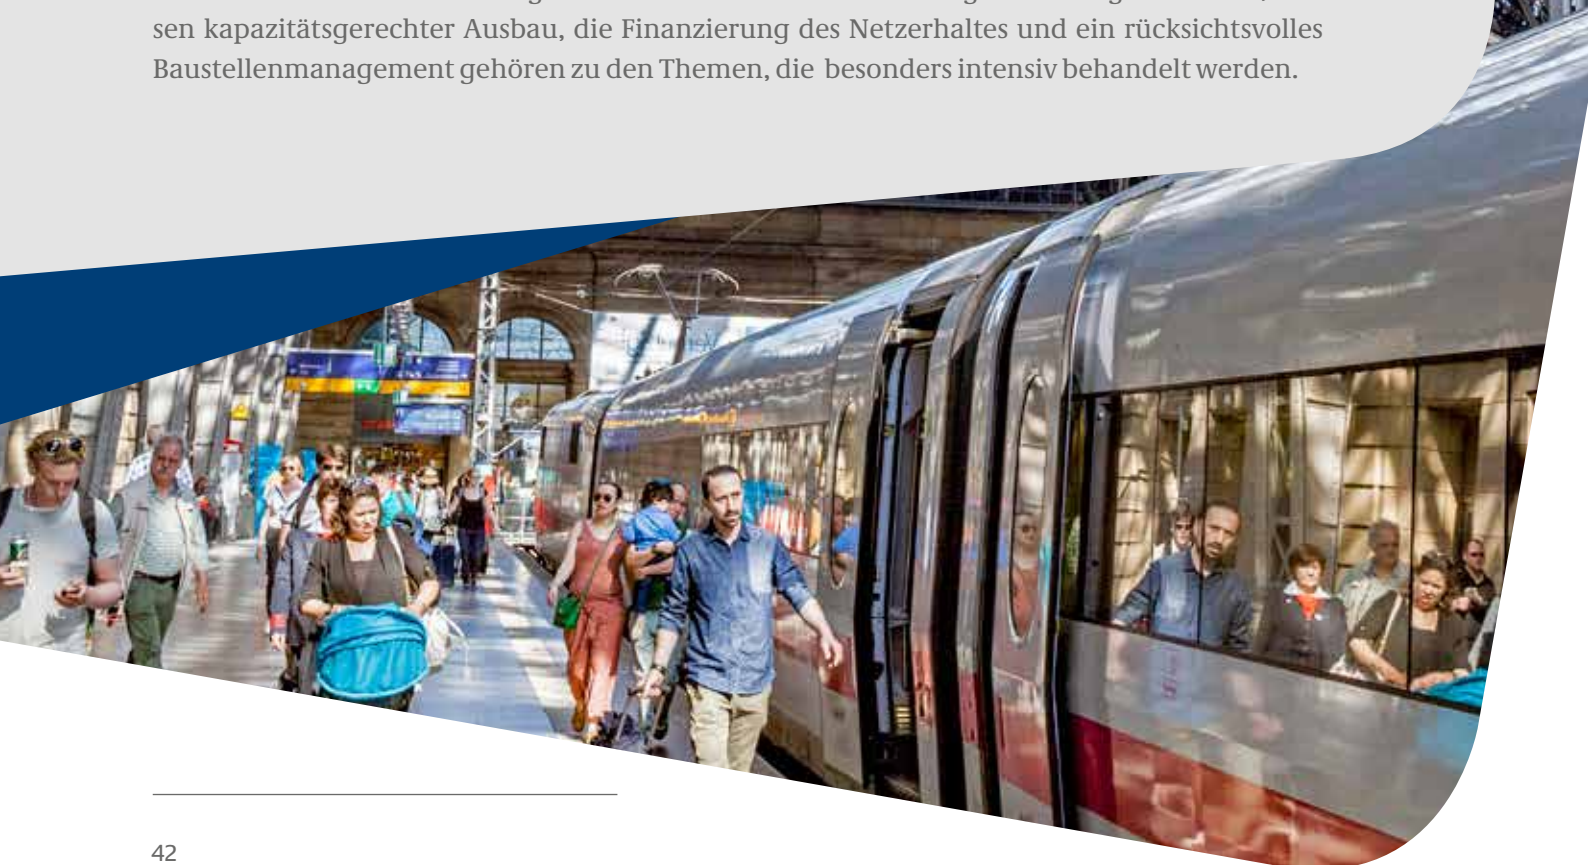 sen kapazitätsgerechter Ausbau, die Finanzierung des Netzerhaltes und ein rücksichtsvolles
Baustellenmanagement gehören zu den Themen, die besonders intensiv behandelt werden.
42